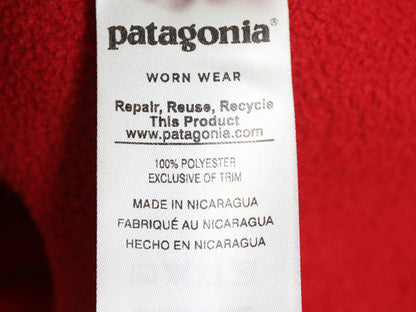 patagonia®
WORN WEAR
Repair, Reuse, Recycle
This Product
www.patagonia.com
100% POLYESTER
EXCLUSIVE OF TRIM
MADE IN NICARAGUA
FABRIQUÉ AU NICARAGUA
HECHO EN NICARAGUA